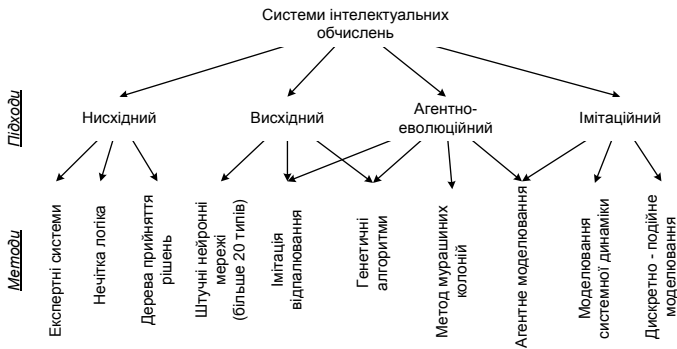 Системи інтелектуальних
обчислень
Підходи
Нисхідний
Висхідний
Агентно-
еволюційний
Імітаційний
Методи
Експертні системи
Нечітка логіка
Дерева прийняття
рішень
Штучні нейронні
мережі
(більше 20 типів)
Імітація
відпалювання
Генетичні
алгоритми
Метод мурашиних
колоній
Агентне моделювання
Моделювання
системної динаміки
Дискретно - подійне
моделювання